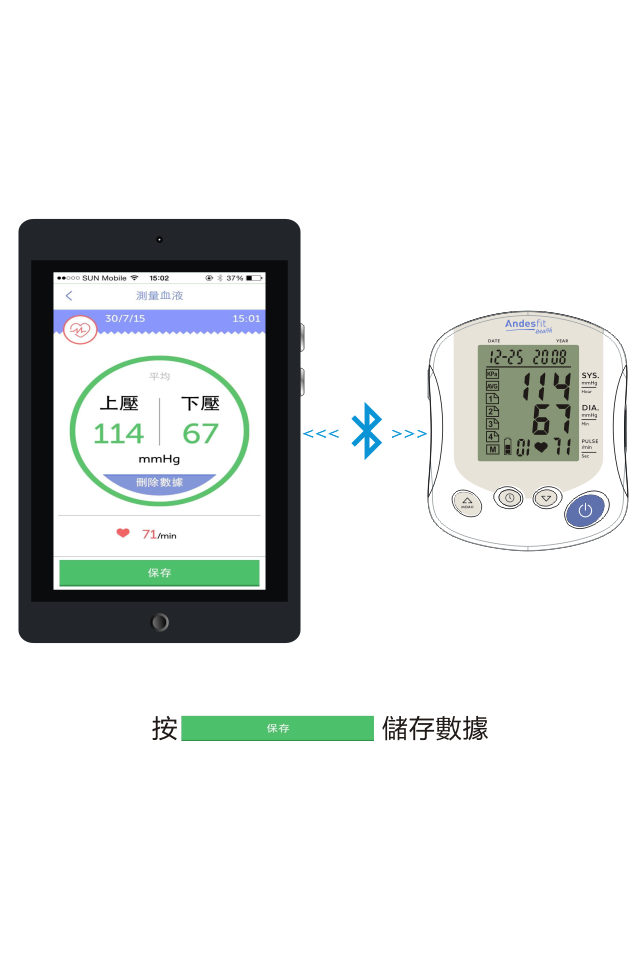 SUN Mobile 15:02 37%
測量血液
30/7/15 15:01
平均
上壓 下壓
114 67
mmHg
刪除數據
71/min
保存
Andesfit
Health
DATE YEAR
12-25 2008
KPa
AVG
1
2
3
4
M
114
67
01 71
SYS.
mmHg
Hour
DIA.
mmHg
Min
PULSE
/min
Sec
MEMO
按 保存 儲存數據